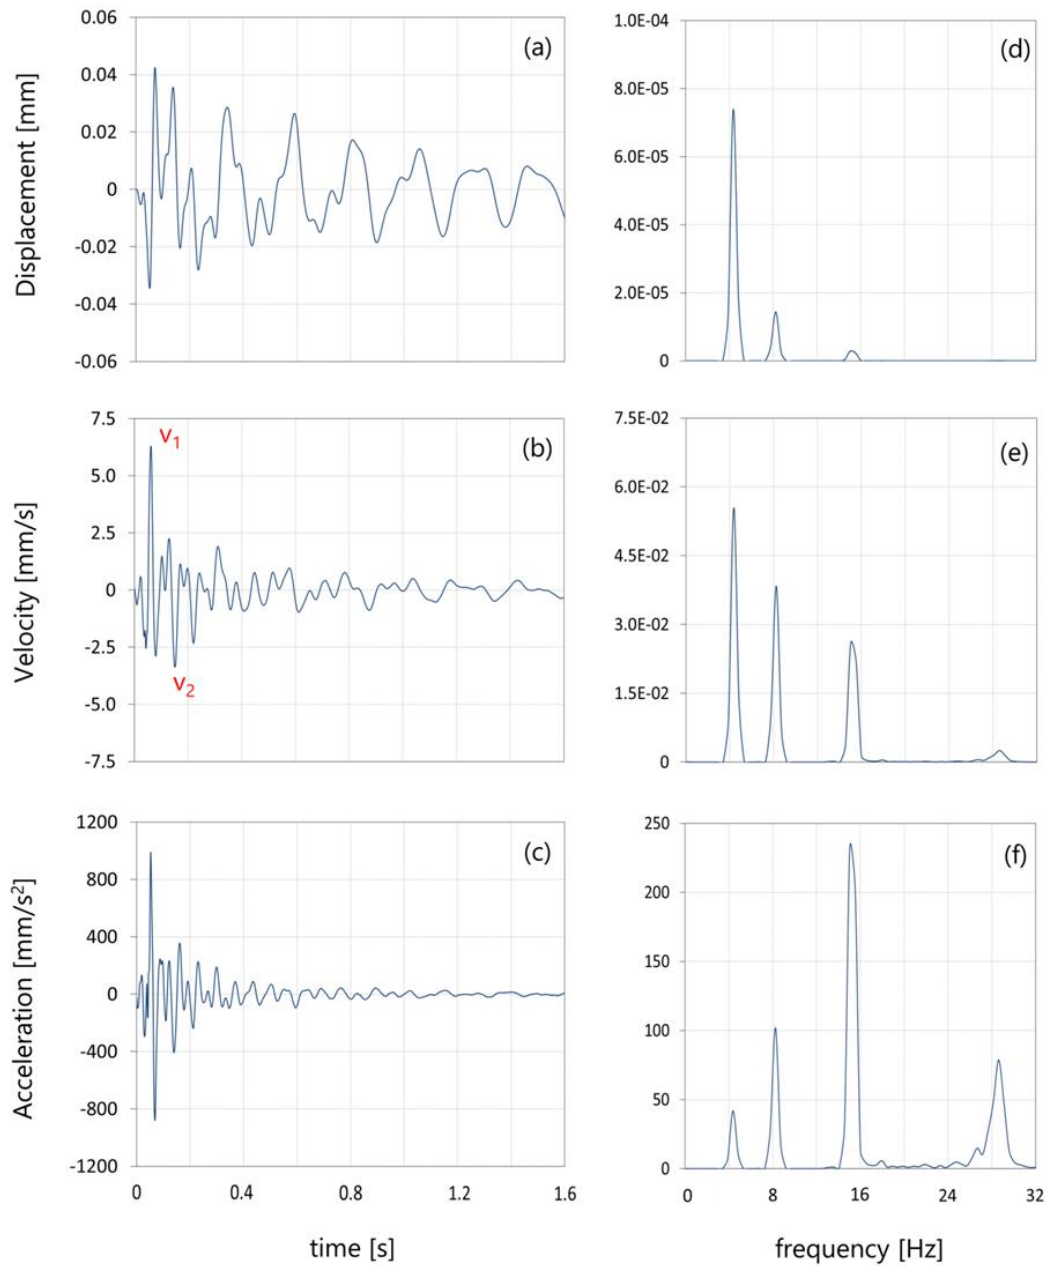 Displacement [mm]
0.06
0.04
0.02
0
-0.02
-0.04
-0.06
(a)
1.0E-04
8.0E-05
6.0E-05
4.0E-05
2.0E-05
0
(d)
Velocity [mm/s]
7.5
5.0
2.5
0
-2.5
-5.0
-7.5
v1
v2
(b)
7.5E-02
6.0E-02
4.5E-02
3.0E-02
1.5E-02
0
(e)
Acceleration [mm/s²]
1200
800
400
0
-400
-800
-1200
(c)
0 0.4 0.8 1.2 1.6
time [s]
250
200
150
100
50
0
(f)
0 8 16 24 32
frequency [Hz]